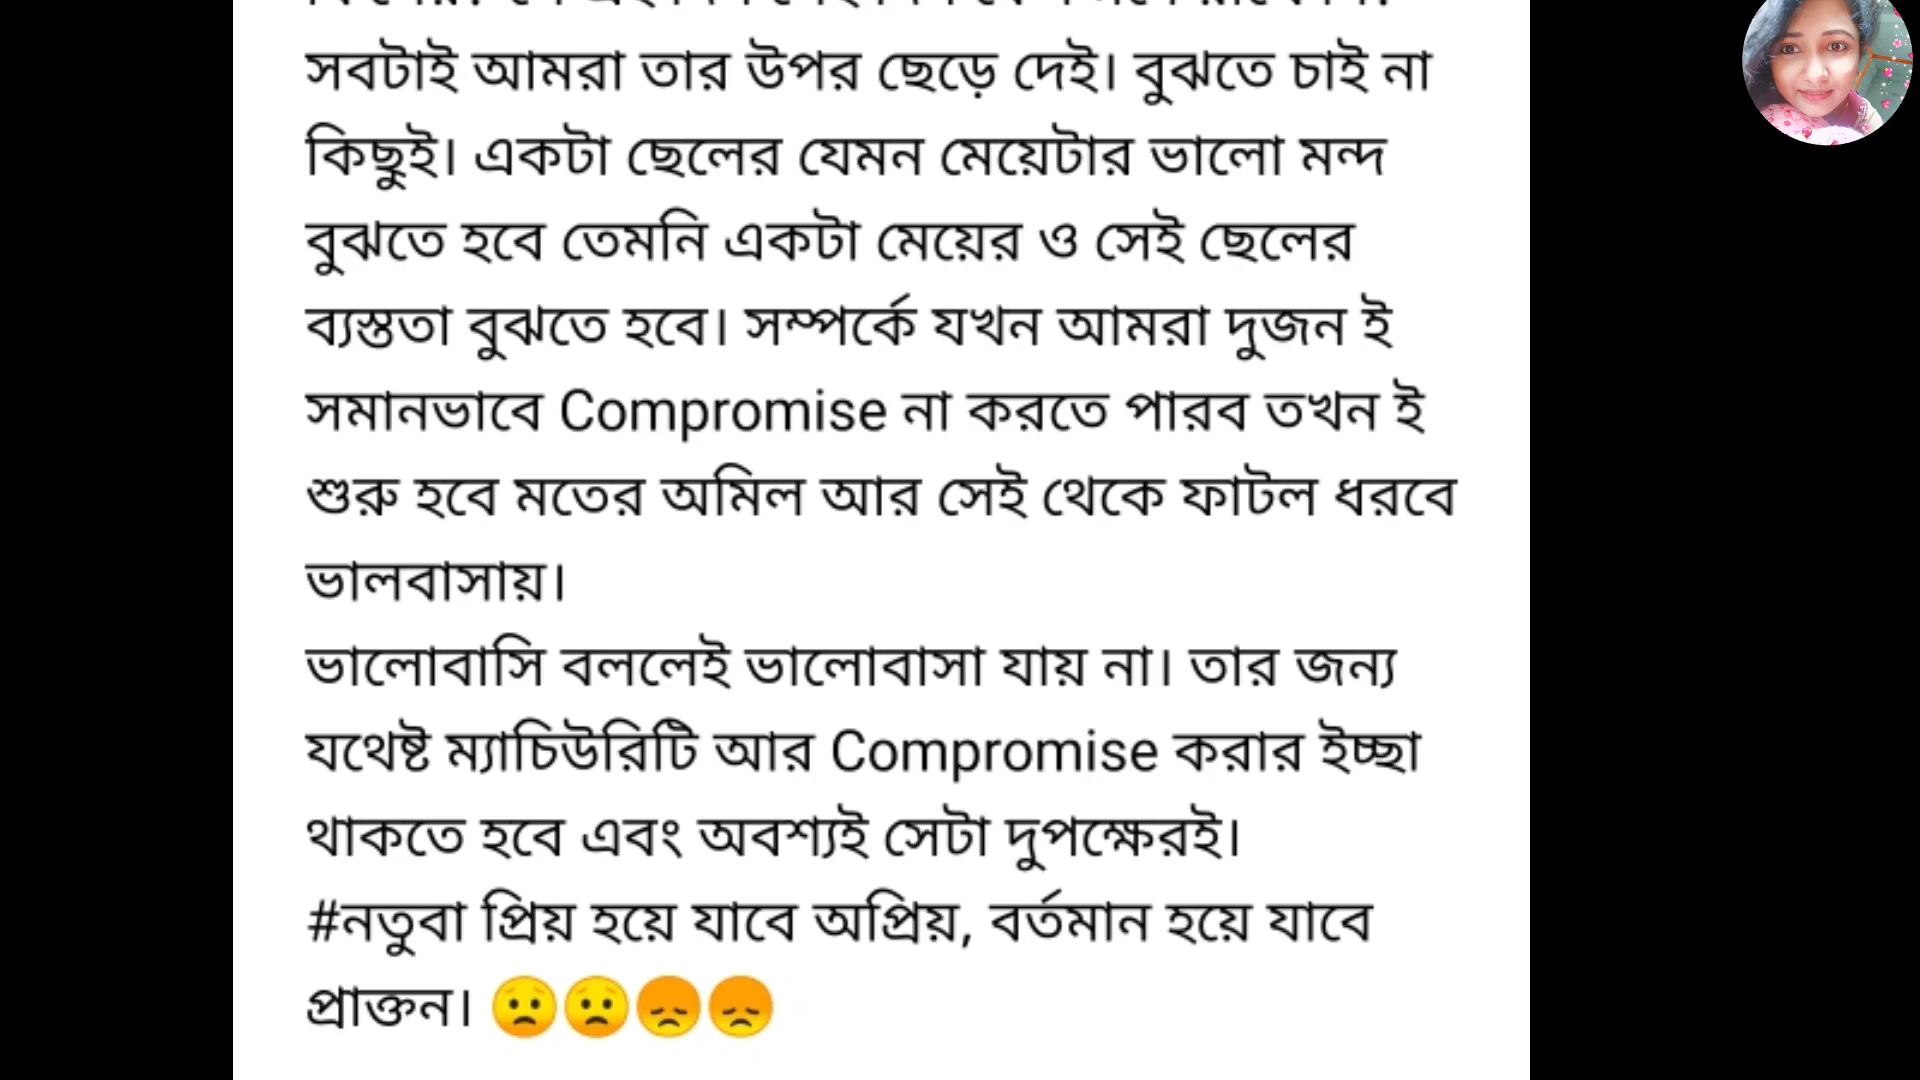 সবটাই আমরা তার উপর ছেড়ে দেই। বুঝতে চাই না
কিছুই। একটা ছেলের যেমন মেয়েটার ভালো মন্দ
বুঝতে হবে তেমনি একটা মেয়ের ও সেই ছেলের
ব্যস্ততা বুঝতে হবে। সম্পর্কে যখন আমরা দুজন ই
সমানভাবে Compromise না করতে পারব তখন ই
শুরু হবে মতের অমিল আর সেই থেকে ফাটল ধরবে
ভালবাসায়।
ভালোবাসি বললেই ভালোবাসা যায় না। তার জন্য
যথেষ্ট ম্যাচিউরিটি আর Compromise করার ইচ্ছা
থাকতে হবে এবং অবশ্যই সেটা দুপক্ষেরই।
#নতুবা প্রিয় হয়ে যাবে অপ্রিয়, বর্তমান হয়ে যাবে
প্রাক্তন। 😟😟😞😞